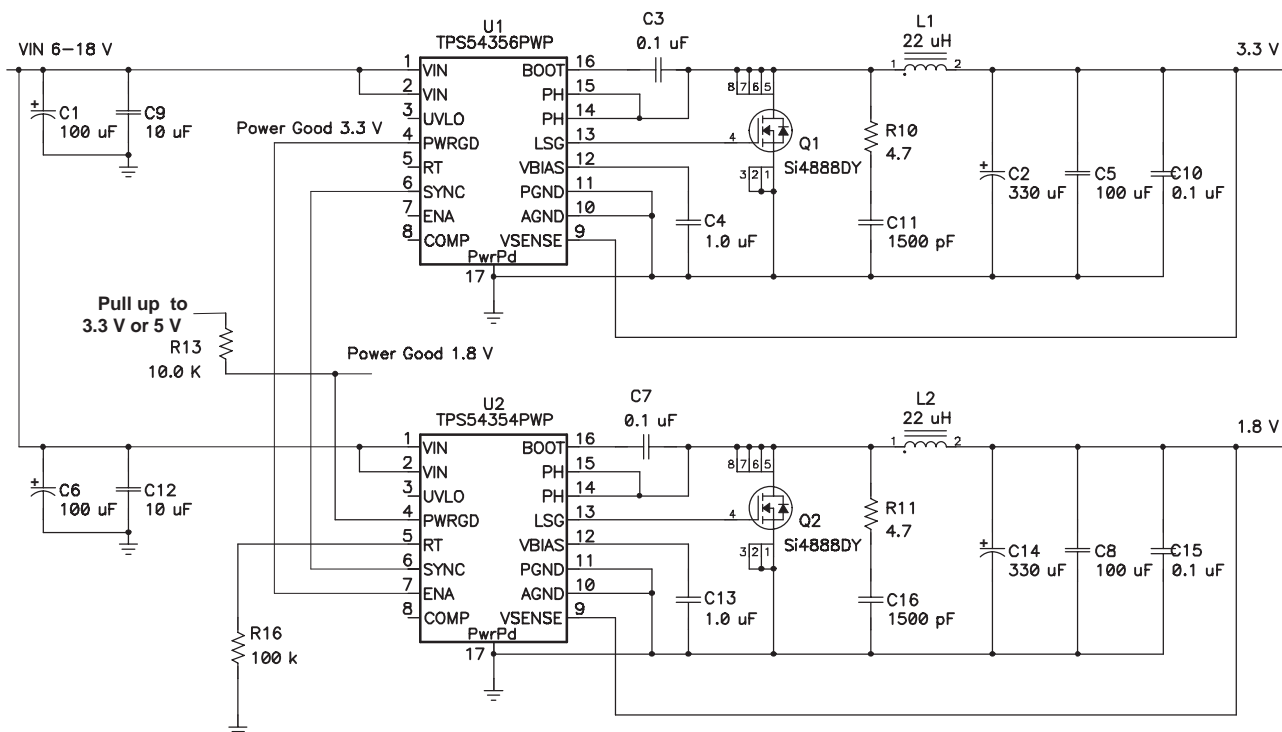 VIN 6–18 V
C1
100 uF
C9
10 uF
U1
TPS54356PWP
1 VIN
2 VIN
3 UVLO
4 PWRGD
5 RT
6 SYNC
7 ENA
8 COMP
BOOT 16
PH 15
PH 14
LSG 13
VBIAS 12
PGND 11
AGND 10
VSENSE 9
PwrPd
17
Power Good 3.3 V
C3
0.1 uF
8 7 6 5
4
3 2 1
Q1
Si4888DY
C4
1.0 uF
L1
22 uH
1 2
R10
4.7
C11
1500 pF
C2
330 uF
C5
100 uF
C10
0.1 uF
3.3 V
Pull up to
3.3 V or 5 V
R13
10.0 K
Power Good 1.8 V
C6
100 uF
C12
10 uF
U2
TPS54354PWP
1 VIN
2 VIN
3 UVLO
4 PWRGD
5 RT
6 SYNC
7 ENA
8 COMP
BOOT 16
PH 15
PH 14
LSG 13
VBIAS 12
PGND 11
AGND 10
VSENSE 9
PwrPd
17
R16
100 k
C7
0.1 uF
8 7 6 5
4
3 2 1
Q2
Si4888DY
C13
1.0 uF
L2
22 uH
1 2
R11
4.7
C16
1500 pF
C14
330 uF
C8
100 uF
C15
0.1 uF
1.8 V